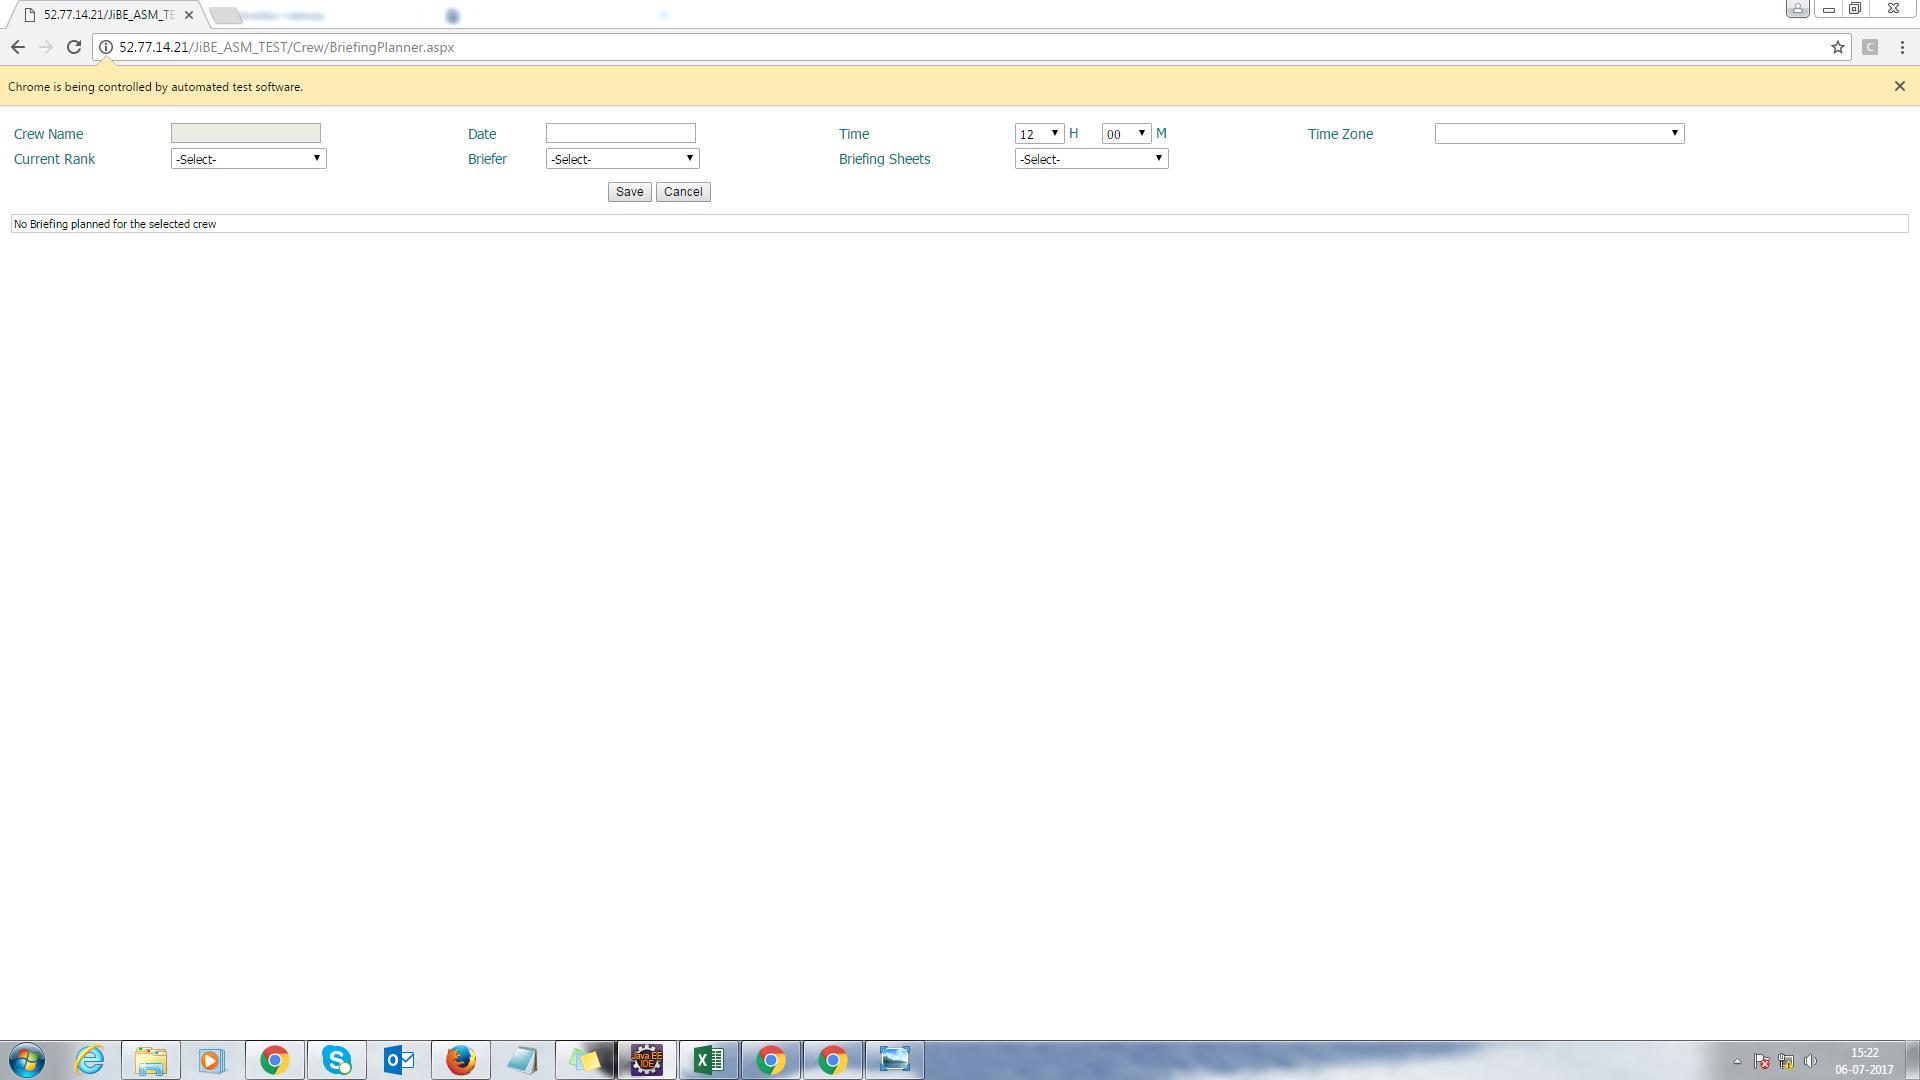 52.77.14.21/JiBE_ASM_TE
52.77.14.21/JiBE_ASM_TEST/Crew/BriefingPlanner.aspx
C
Chrome is being controlled by automated test software.
Crew Name Date Time 12 H 00 M Time Zone
Current Rank -Select- Briefer -Select- Briefing Sheets -Select-
Save Cancel
No Briefing planned for the selected crew
Java EE
IDE
15:22
06-07-2017